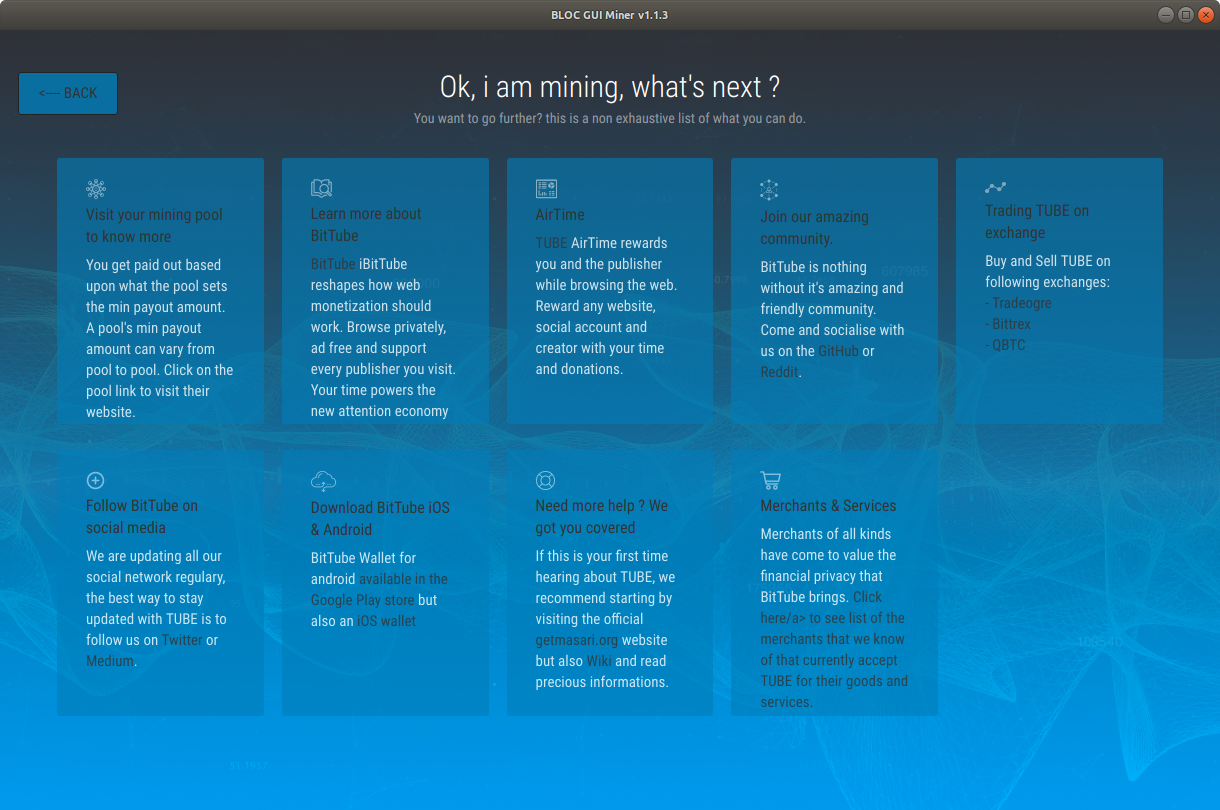 BLOC GUI Miner v1.1.3
<---- BACK
Ok, i am mining, what's next ?
You want to go further? this is a non exhaustive list of what you can do.
Visit your mining pool
to know more
You get paid out based
upon what the pool sets
the min payout amount.
A pool's min payout
amount can vary from
pool to pool. Click on the
pool link to visit their
website.
Learn more about
BitTube
BitTube iBitTube
reshapes how web
monetization should
work. Browse privately,
ad free and support
every publisher you visit.
Your time powers the
new attention economy
AirTime
TUBE AirTime rewards
you and the publisher
while browsing the web.
Reward any website,
social account and
creator with your time
and donations.
Join our amazing
community.
BitTube is nothing
without it's amazing and
friendly community.
Come and socialise with
us on the GitHub or
Reddit.
Trading TUBE on
exchange
Buy and Sell TUBE on
following exchanges:
- Tradeogre
- Bittrex
- QBTC
607985
Follow BitTube on
social media
We are updating all our
social network regulary,
the best way to stay
updated with TUBE is to
follow us on Twitter or
Medium.
Download BitTube iOS
& Android
BitTube Wallet for
android available in the
Google Play store but
also an iOS wallet
Need more help ? We
got you covered
If this is your first time
hearing about TUBE, we
recommend starting by
visiting the official
getmasari.org website
but also Wiki and read
precious informations.
Merchants & Services
Merchants of all kinds
have come to value the
financial privacy that
BitTube brings. Click
here/a> to see list of the
merchants that we know
of that currently accept
TUBE for their goods and
services.